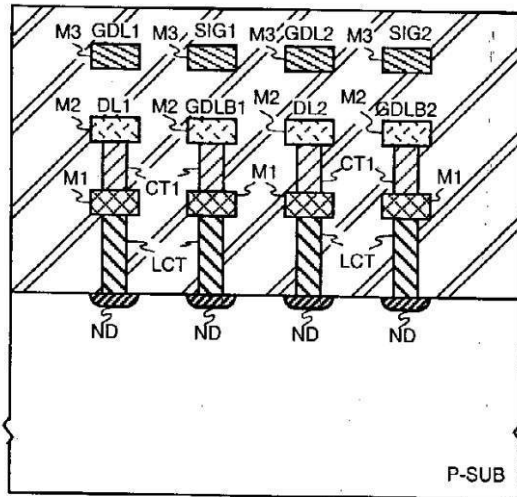 M3 GDL1 M3 SIG1 M3 GDL2 M3 SIG2
M2 DL1 M2 GDLB1 M2 DL2 M2 GDLB2
M1 CT1 M1 CT1 M1
LCT LCT
ND ND ND ND
P-SUB